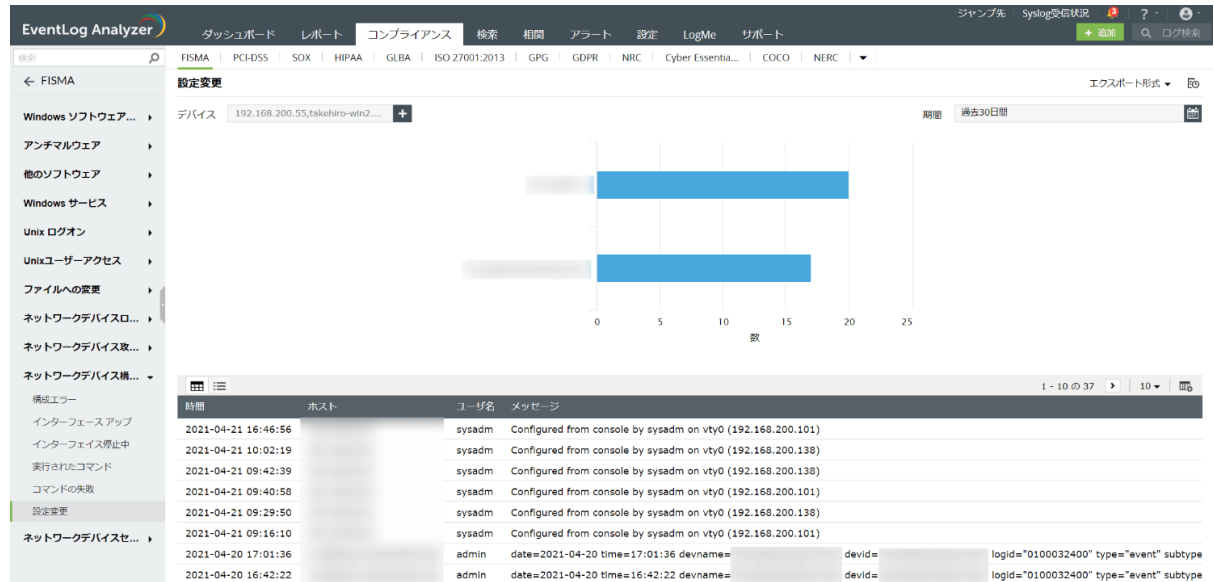 ジャンプ先 Syslog受信状況 3 ?
EventLog Analyzer ダッシュボード レポート コンプライアンス 検索 相関 アラート 設定 LogMe サポート + 追加 ログ検索
検索 FISMA PCI-DSS SOX HIPAA GLBA ISO 27001:2013 GPG GDPR NRC Cyber Essentia... COCO NERC
← FISMA
設定変更 エクスポート形式
デバイス 192.168.200.55,takehiro-win2.... + 期間 過去30日間
Windows ソフトウェア...
アンチマルウェア
他のソフトウェア
Windows サービス
Unix ログオン
Unixユーザーアクセス
ファイルへの変更
ネットワークデバイスロ...
ネットワークデバイス攻...
ネットワークデバイス構...
構成エラー
インターフェース アップ
インターフェイス停止中
実行されたコマンド
コマンドの失敗
設定変更
ネットワークデバイスセ...
0 5 10 15 20 25
数
1 - 10 の 37 10
時間 ホスト ユーザ名 メッセージ
2021-04-21 16:46:56 sysadm Configured from console by sysadm on vty0 (192.168.200.101)
2021-04-21 10:02:19 sysadm Configured from console by sysadm on vty0 (192.168.200.138)
2021-04-21 09:42:39 sysadm Configured from console by sysadm on vty0 (192.168.200.138)
2021-04-21 09:40:58 sysadm Configured from console by sysadm on vty0 (192.168.200.101)
2021-04-21 09:29:50 sysadm Configured from console by sysadm on vty0 (192.168.200.138)
2021-04-21 09:16:10 sysadm Configured from console by sysadm on vty0 (192.168.200.101)
2021-04-20 17:01:36 admin date=2021-04-20 time=17:01:36 devname= devid= logid="0100032400" type="event" subtype
2021-04-20 16:42:22 admin date=2021-04-20 time=16:42:22 devname= devid= logid="0100032400" type="event" subtype